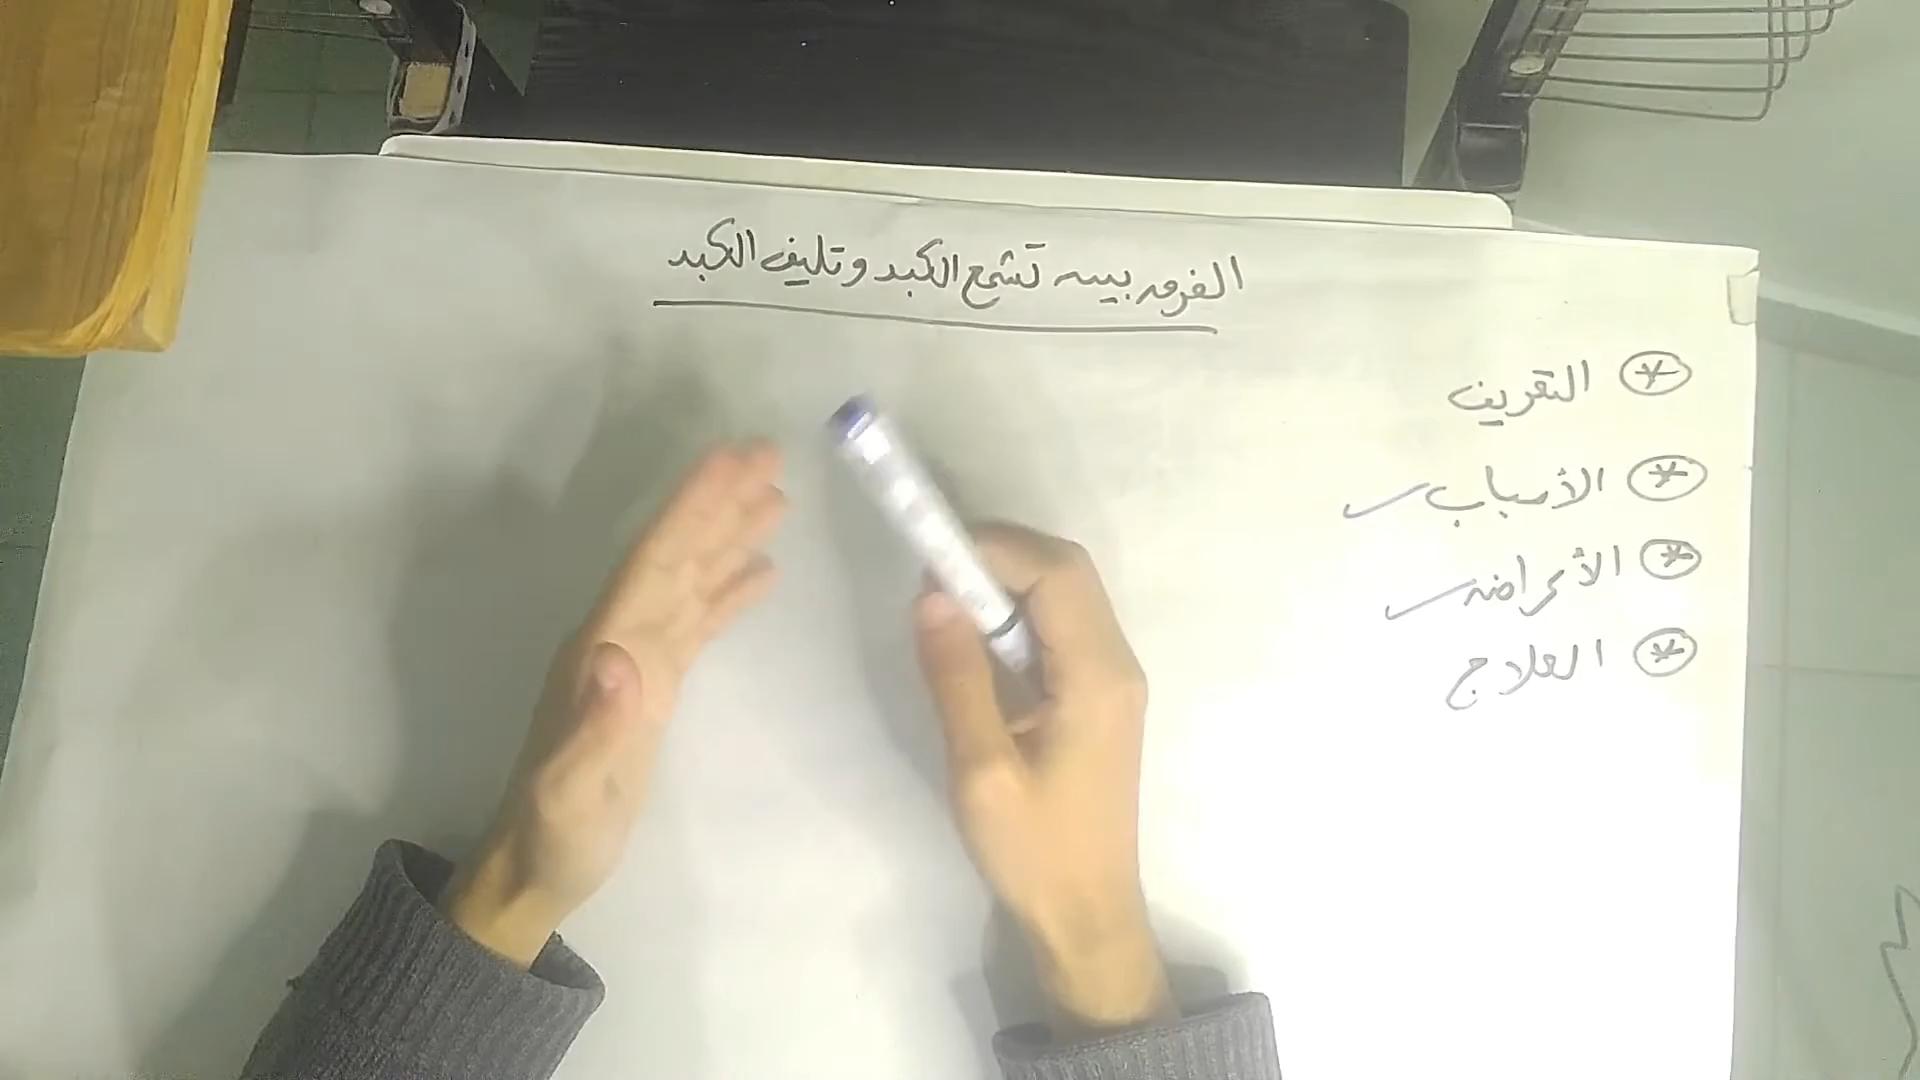 الفرق بين تشمع الكبد وتليف الكبد
التعريف
الأسباب
الأعراض
العلاج